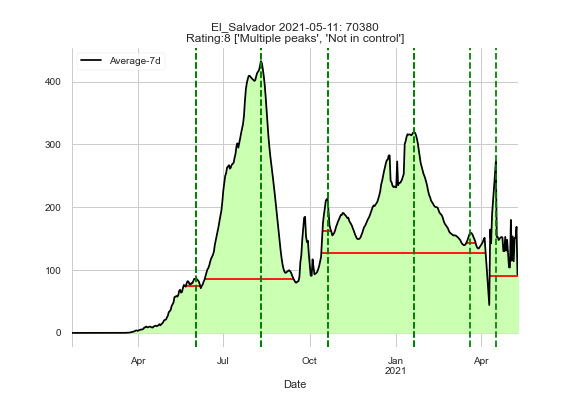 El_Salvador 2021-05-11: 70380
Rating:8 ['Multiple peaks', 'Not in control']
Average-7d
400
300
200
100
0
Apr Jul Oct Jan Apr
2021
Date